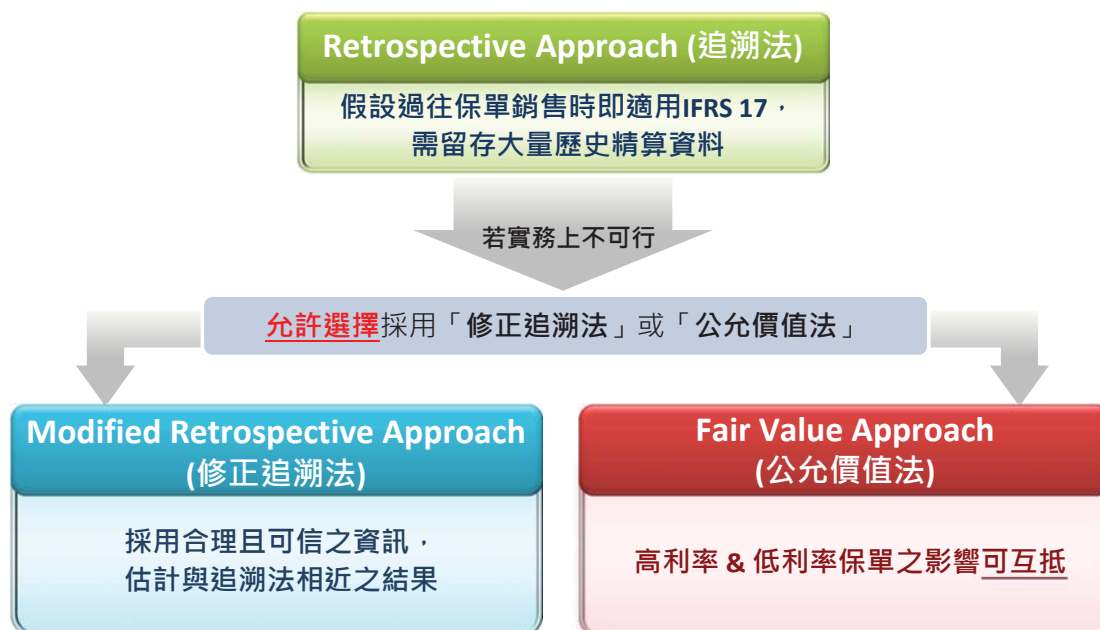 Retrospective Approach (追溯法)
假設過往保單銷售時即適用IFRS 17，
需留存大量歷史精算資料
若實務上不可行
允許選擇採用「修正追溯法」或「公允價值法」
Modified Retrospective Approach
(修正追溯法)
採用合理且可信之資訊，
估計與追溯法相近之結果
Fair Value Approach
(公允價值法)
高利率 & 低利率保單之影響可互抵